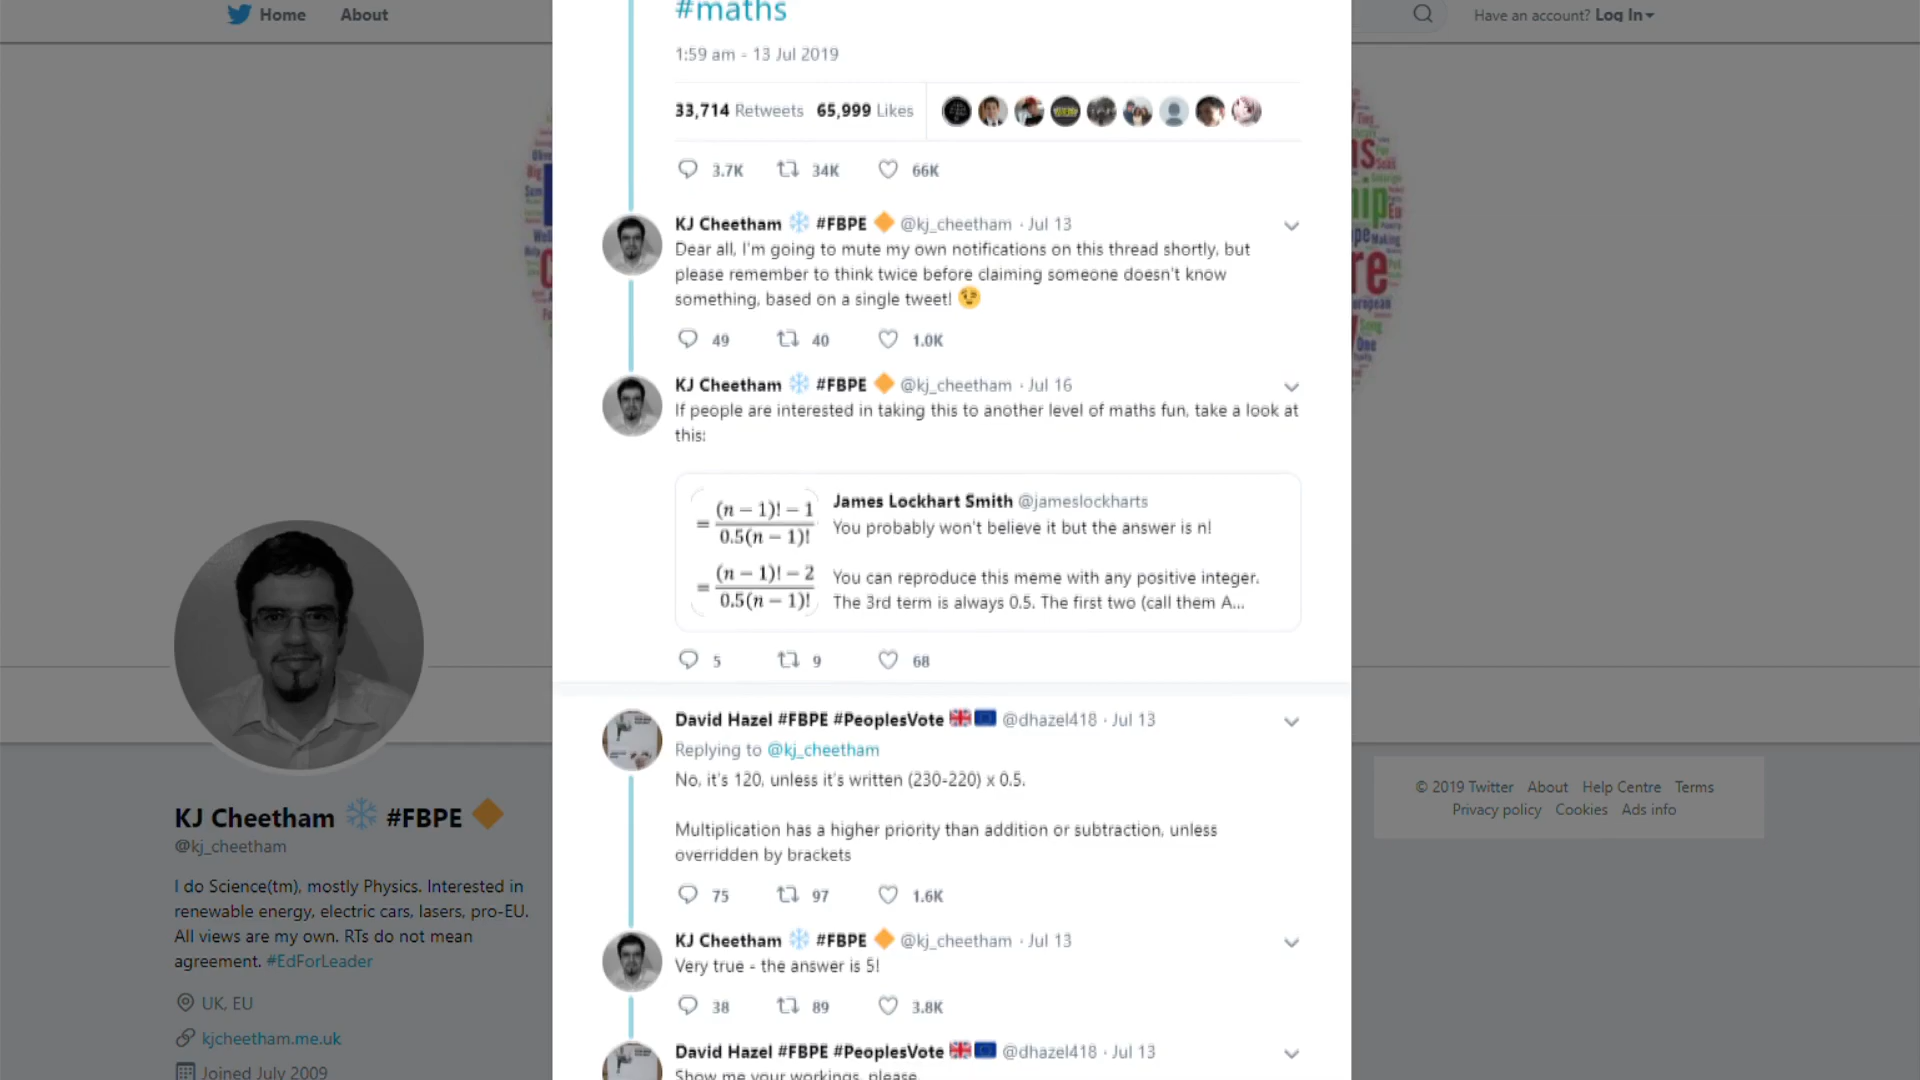 Home About
Have an account? Log In
#maths
1:59 am - 13 Jul 2019
33,714 Retweets 65,999 Likes
3.7K 34K 66K
KJ Cheetham ❄️ #FBPE 🔶 @kj_cheetham · Jul 13
Dear all, I'm going to mute my own notifications on this thread shortly, but
please remember to think twice before claiming someone doesn't know
something, based on a single tweet! 😉
49 40 1.0K
KJ Cheetham ❄️ #FBPE 🔶 @kj_cheetham · Jul 16
If people are interested in taking this to another level of maths fun, take a look at
this:
= (n − 1)! − 1
0.5(n − 1)!
= (n − 1)! − 2
0.5(n − 1)!
James Lockhart Smith @jameslockharts
You probably won't believe it but the answer is n!
You can reproduce this meme with any positive integer.
The 3rd term is always 0.5. The first two (call them A...
5 9 68
David Hazel #FBPE #PeoplesVote 🇬🇧🇪🇺 @dhazel418 · Jul 13
Replying to @kj_cheetham
No, it's 120, unless it's written (230-220) x 0.5.
Multiplication has a higher priority than addition or subtraction, unless
overridden by brackets
75 97 1.6K
KJ Cheetham ❄️ #FBPE 🔶 @kj_cheetham · Jul 13
Very true - the answer is 5!
38 89 3.8K
David Hazel #FBPE #PeoplesVote 🇬🇧🇪🇺 @dhazel418 · Jul 13
Show me your workings, please.
KJ Cheetham ❄️ #FBPE 🔶
@kj_cheetham
I do Science(tm), mostly Physics. Interested in
renewable energy, electric cars, lasers, pro-EU.
All views are my own. RTs do not mean
agreement. #EdForLeader
UK, EU
kjcheetham.me.uk
Joined July 2009
© 2019 Twitter About Help Centre Terms
Privacy policy Cookies Ads info